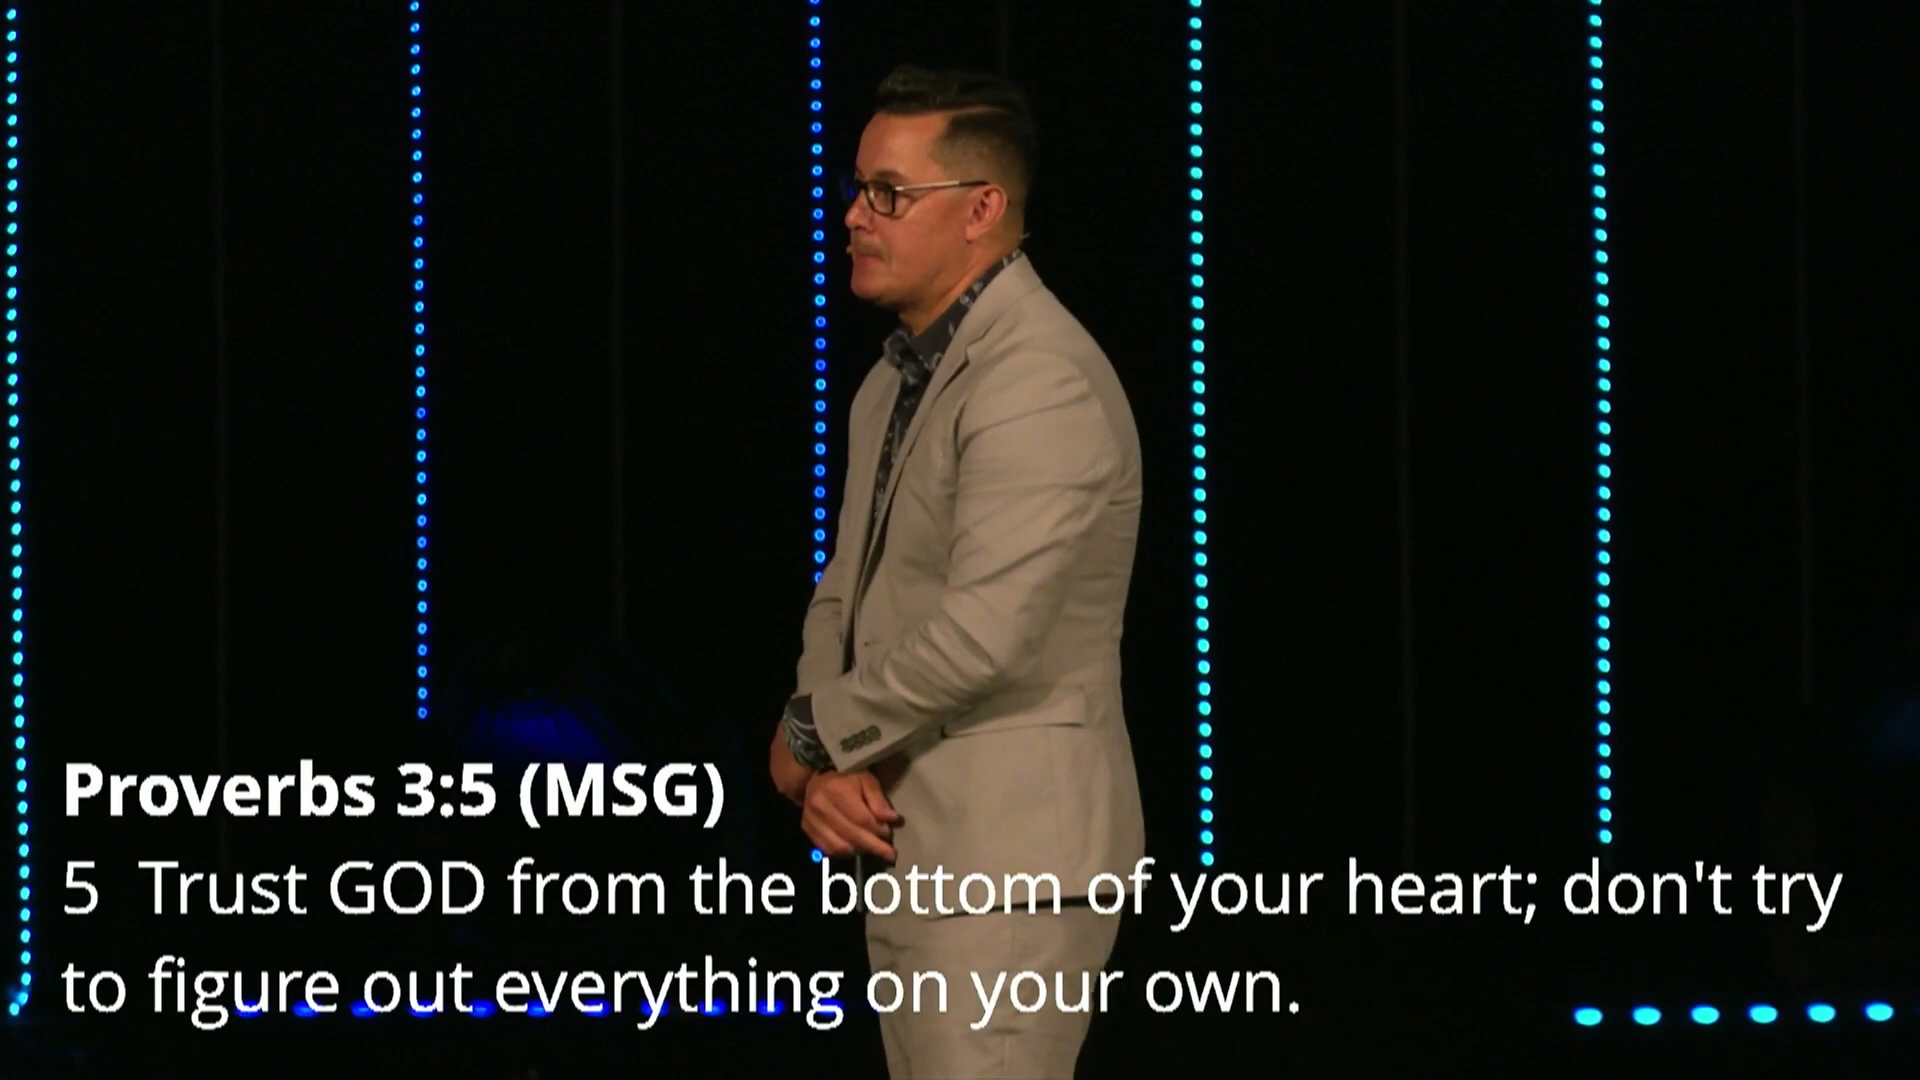 Proverbs 3:5 (MSG)
5 Trust GOD from the bottom of your heart; don't try
to figure out everything on your own.